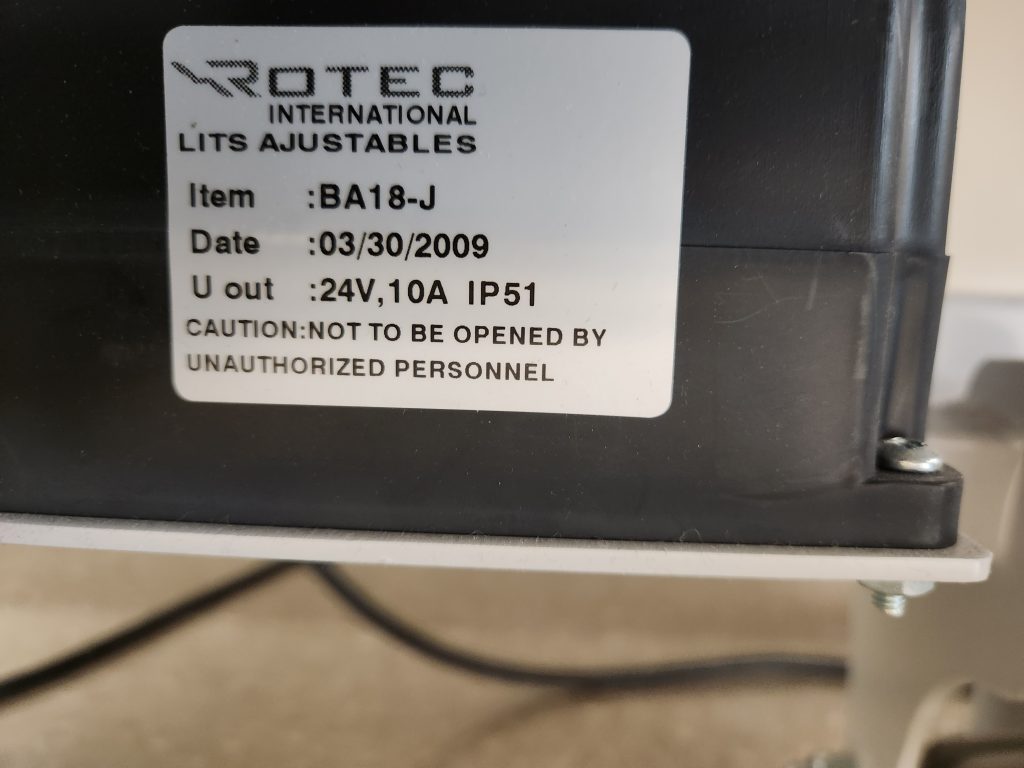 ROTEC
INTERNATIONAL
LITS AJUSTABLES
Item :BA18-J
Date :03/30/2009
U out :24V,10A IP51
CAUTION:NOT TO BE OPENED BY
UNAUTHORIZED PERSONNEL